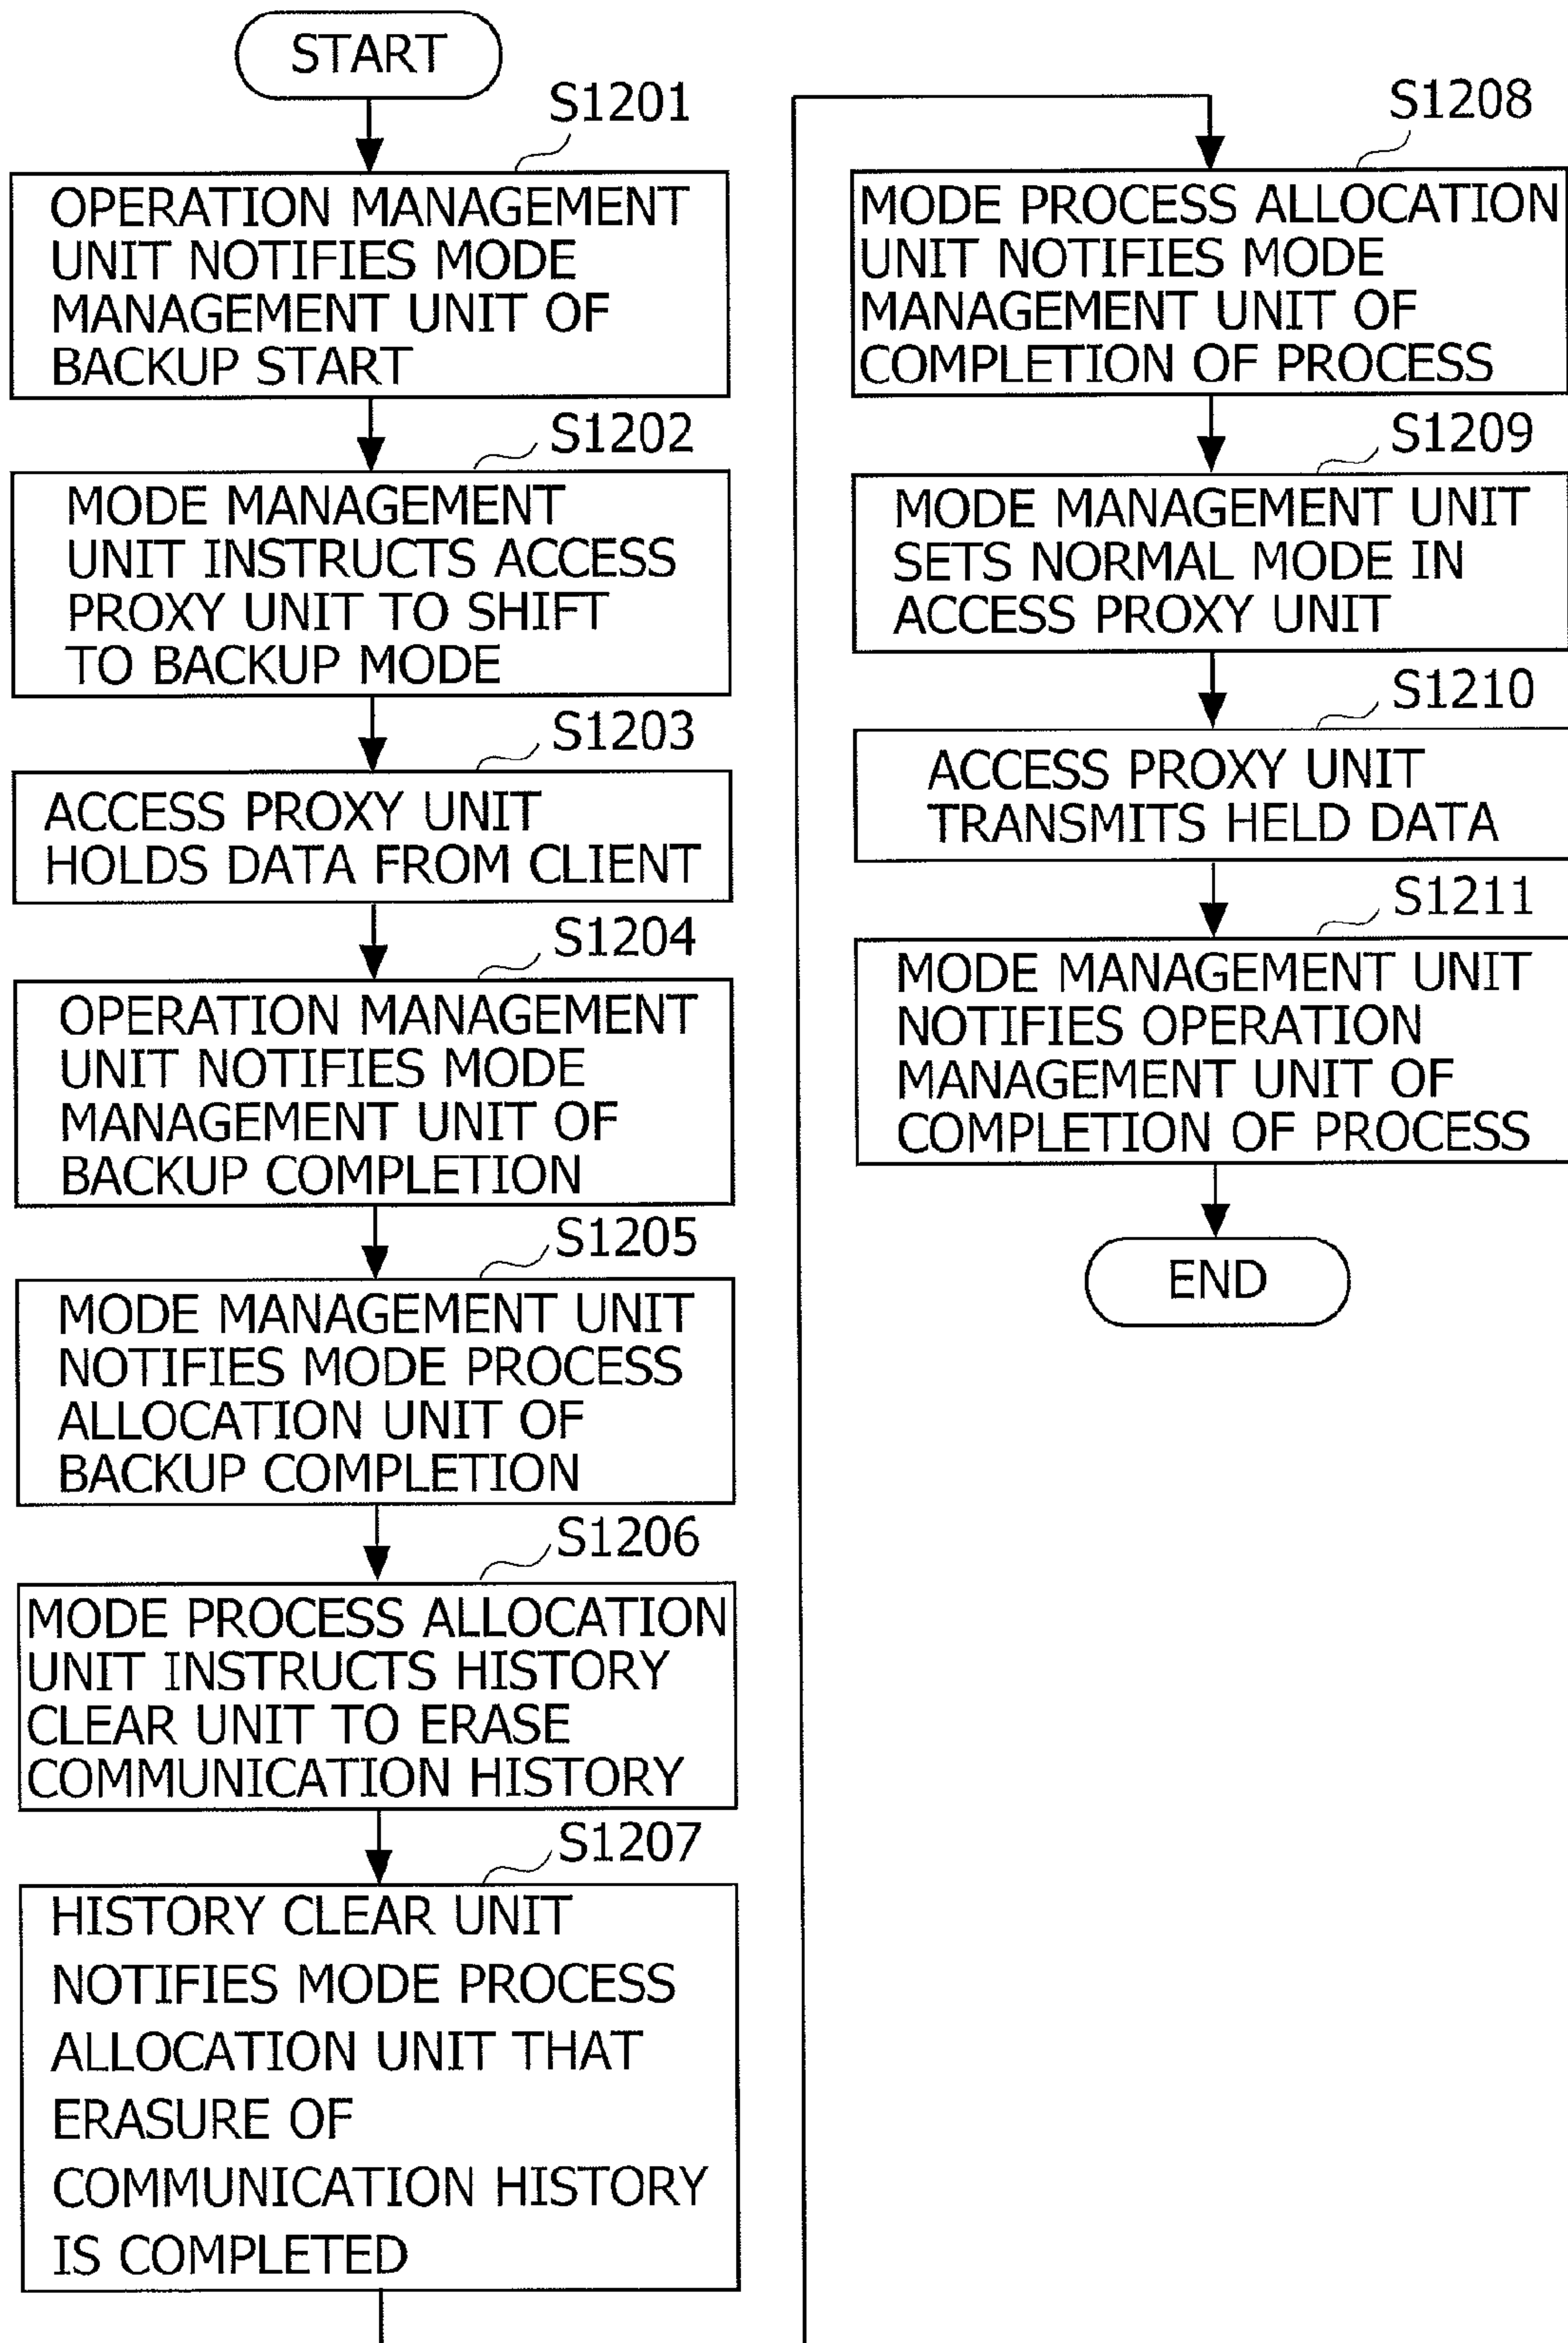 START
S1201
OPERATION MANAGEMENT
UNIT NOTIFIES MODE
MANAGEMENT UNIT OF
BACKUP START
S1202
MODE MANAGEMENT
UNIT INSTRUCTS ACCESS
PROXY UNIT TO SHIFT
TO BACKUP MODE
S1203
ACCESS PROXY UNIT
HOLDS DATA FROM CLIENT
S1204
OPERATION MANAGEMENT
UNIT NOTIFIES MODE
MANAGEMENT UNIT OF
BACKUP COMPLETION
S1205
MODE MANAGEMENT UNIT
NOTIFIES MODE PROCESS
ALLOCATION UNIT OF
BACKUP COMPLETION
S1206
MODE PROCESS ALLOCATION
UNIT INSTRUCTS HISTORY
CLEAR UNIT TO ERASE
COMMUNICATION HISTORY
S1207
HISTORY CLEAR UNIT
NOTIFIES MODE PROCESS
ALLOCATION UNIT THAT
ERASURE OF
COMMUNICATION HISTORY
IS COMPLETED
S1208
MODE PROCESS ALLOCATION
UNIT NOTIFIES MODE
MANAGEMENT UNIT OF
COMPLETION OF PROCESS
S1209
MODE MANAGEMENT UNIT
SETS NORMAL MODE IN
ACCESS PROXY UNIT
S1210
ACCESS PROXY UNIT
TRANSMITS HELD DATA
S1211
MODE MANAGEMENT UNIT
NOTIFIES OPERATION
MANAGEMENT UNIT OF
COMPLETION OF PROCESS
END